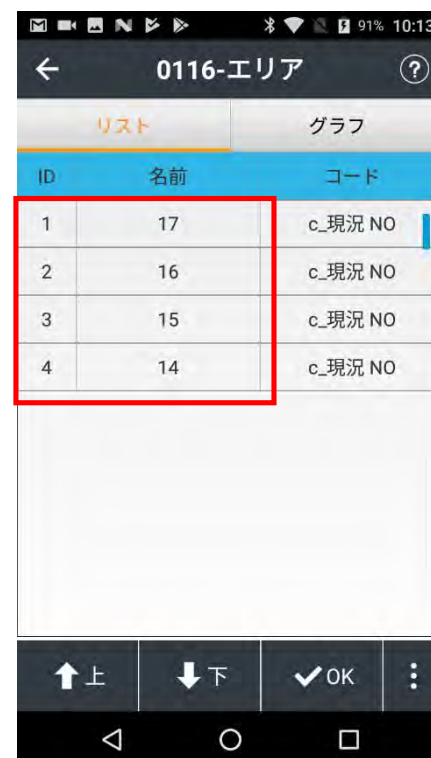 91% 10:13
0116-エリア ?
リスト グラフ
ID 名前 コード
1 17 c_現況 NO
2 16 c_現況 NO
3 15 c_現況 NO
4 14 c_現況 NO
上 下 OK